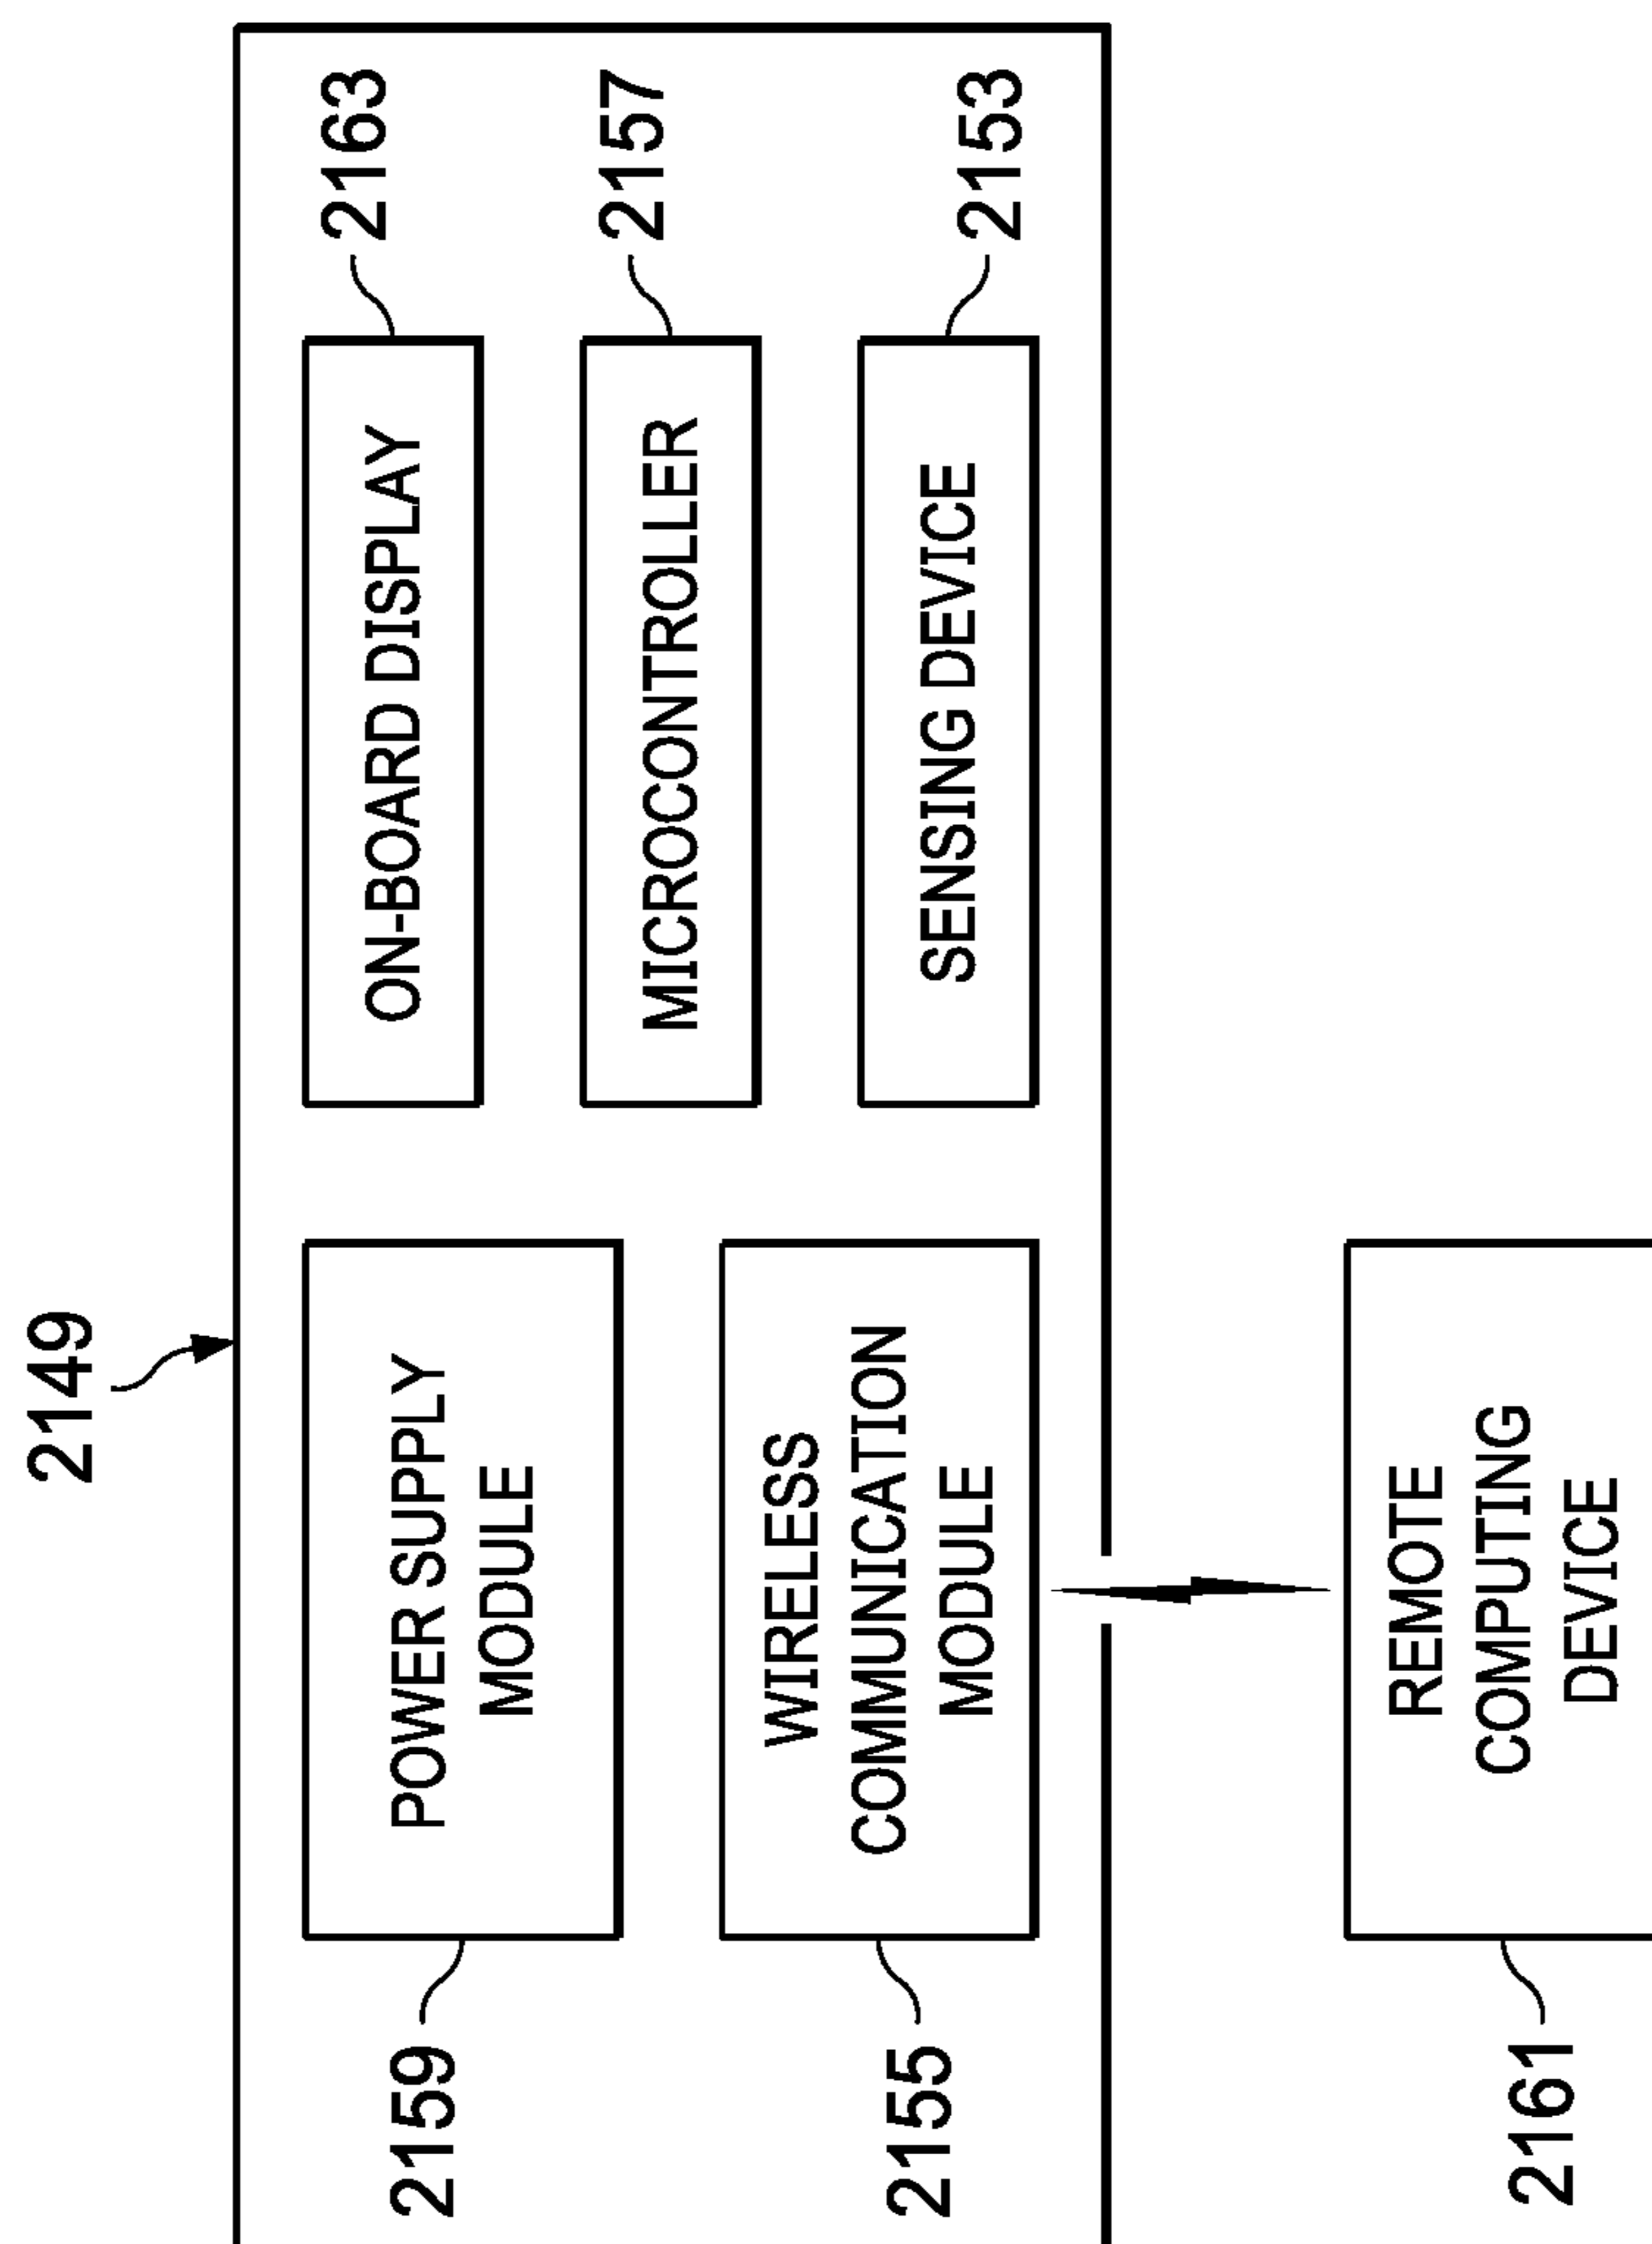 2149
2159
POWER SUPPLY
MODULE
ON-BOARD DISPLAY
2163
MICROCONTROLLER
2157
2155
WIRELESS
COMMUNICATION
MODULE
SENSING DEVICE
2153
2161
REMOTE
COMPUTING
DEVICE